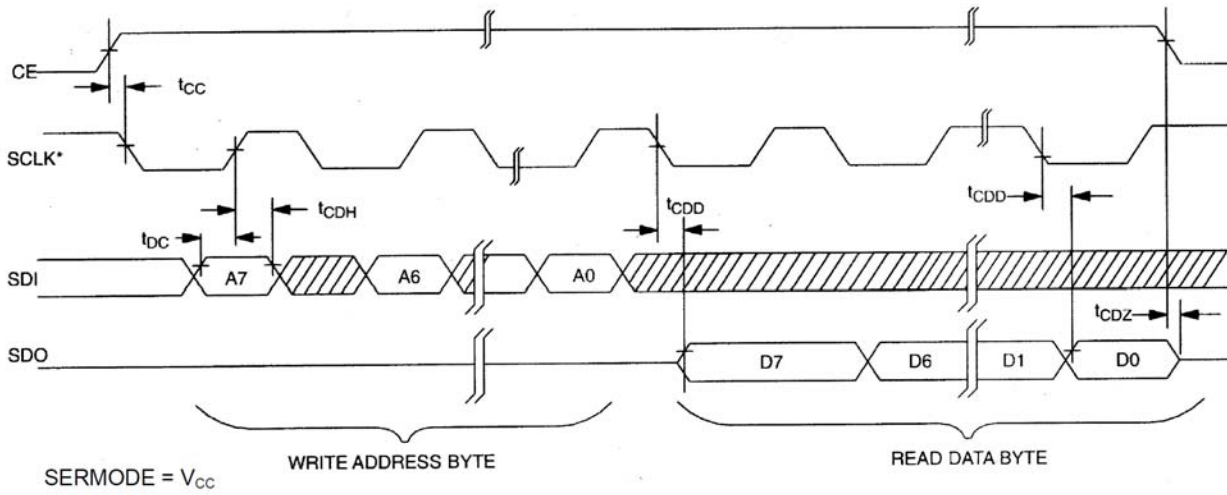 CE
tCC
SCLK*
tCDH
tCDD
tCDD
tDC
SDI
A7
A6
A0
tCDZ
SDO
D7
D6
D1
D0
WRITE ADDRESS BYTE
READ DATA BYTE
SERMODE = VCC